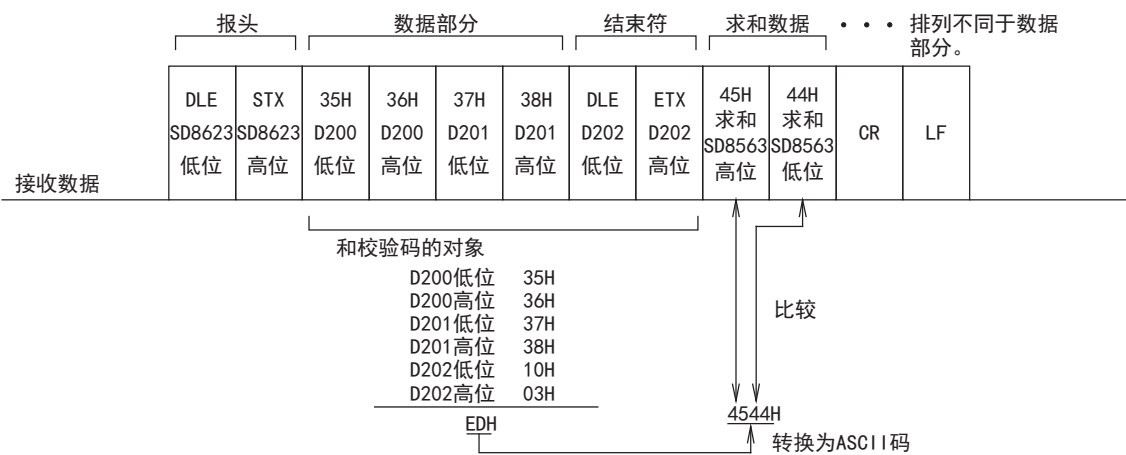 报头 数据部分 结束符 求和数据 ・・・ 排列不同于数据
部分。
DLE STX 35H 36H 37H 38H DLE ETX 45H 44H
SD8623 SD8623 D200 D200 D201 D201 D202 D202 求和 求和 CR LF
低位 高位 低位 高位 低位 高位 低位 高位 SD8563 SD8563
高位 低位
接收数据
和校验码的对象
D200低位 35H
D200高位 36H
D201低位 37H
D201高位 38H
D202低位 10H
D202高位 03H
比较
EDH
4544H
转换为ASCII码